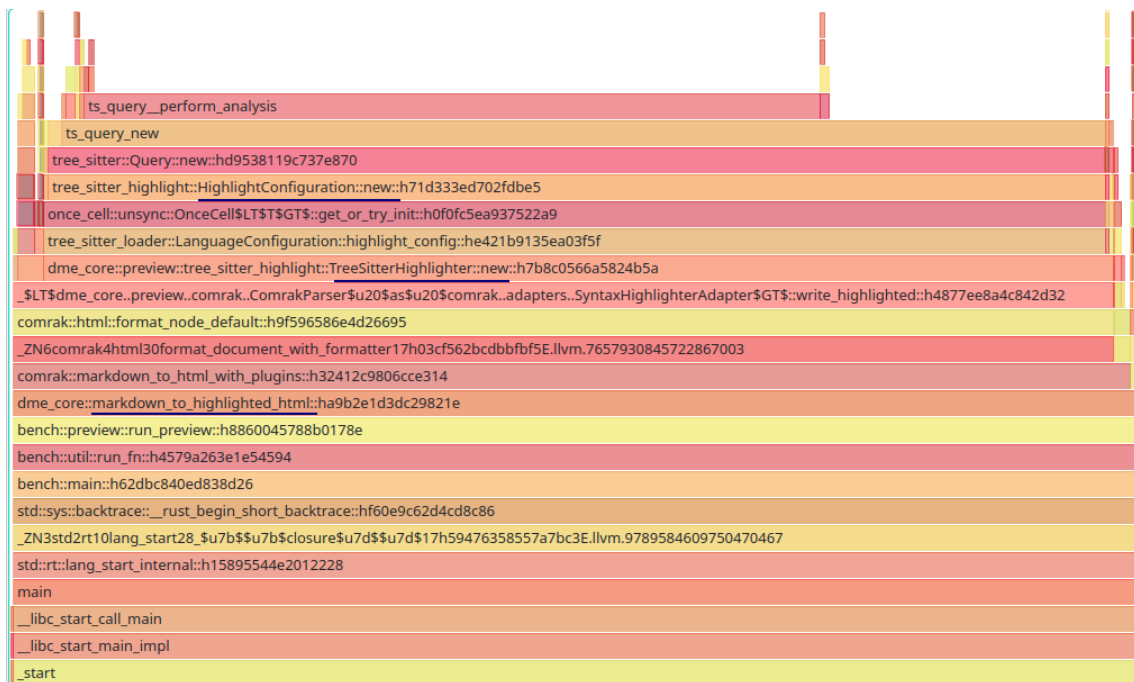 ts_query__perform_analysis
ts_query_new
tree_sitter::Query::new::hd9538119c737e870
tree_sitter_highlight::HighlightConfiguration::new::h71d333ed702fdbe5
once_cell::unsync::OnceCell$LT$T$GT$::get_or_try_init::h0f0fc5ea937522a9
tree_sitter_loader::LanguageConfiguration::highlight_config::he421b9135ea03f5f
dme_core::preview::tree_sitter_highlight::TreeSitterHighlighter::new::h7b8c0566a5824b5a
_$LT$dme_core..preview..comrak..ComrakParser$u20$as$u20$comrak..adapters..SyntaxHighlighterAdapter$GT$::write_highlighted::h4877ee8a4c842d32
comrak::html::format_node_default::h9f596586e4d26695
_ZN6comrak4html30format_document_with_formatter17h03cf562bcdbbfbf5E.llvm.7657930845722867003
comrak::markdown_to_html_with_plugins::h32412c9806cce314
dme_core::markdown_to_highlighted_html::ha9b2e1d3dc29821e
bench::preview::run_preview::h8860045788b0178e
bench::util::run_fn::h4579a263e1e54594
bench::main::h62dbc840ed838d26
std::sys::backtrace::__rust_begin_short_backtrace::hf60e9c62d4cd8c86
_ZN3std2rt10lang_start28_$u7b$$u7b$closure$u7d$$u7d$17h59476358557a7bc3E.llvm.9789584609750470467
std::rt::lang_start_internal::h15895544e2012228
main
__libc_start_call_main
__libc_start_main_impl
_start